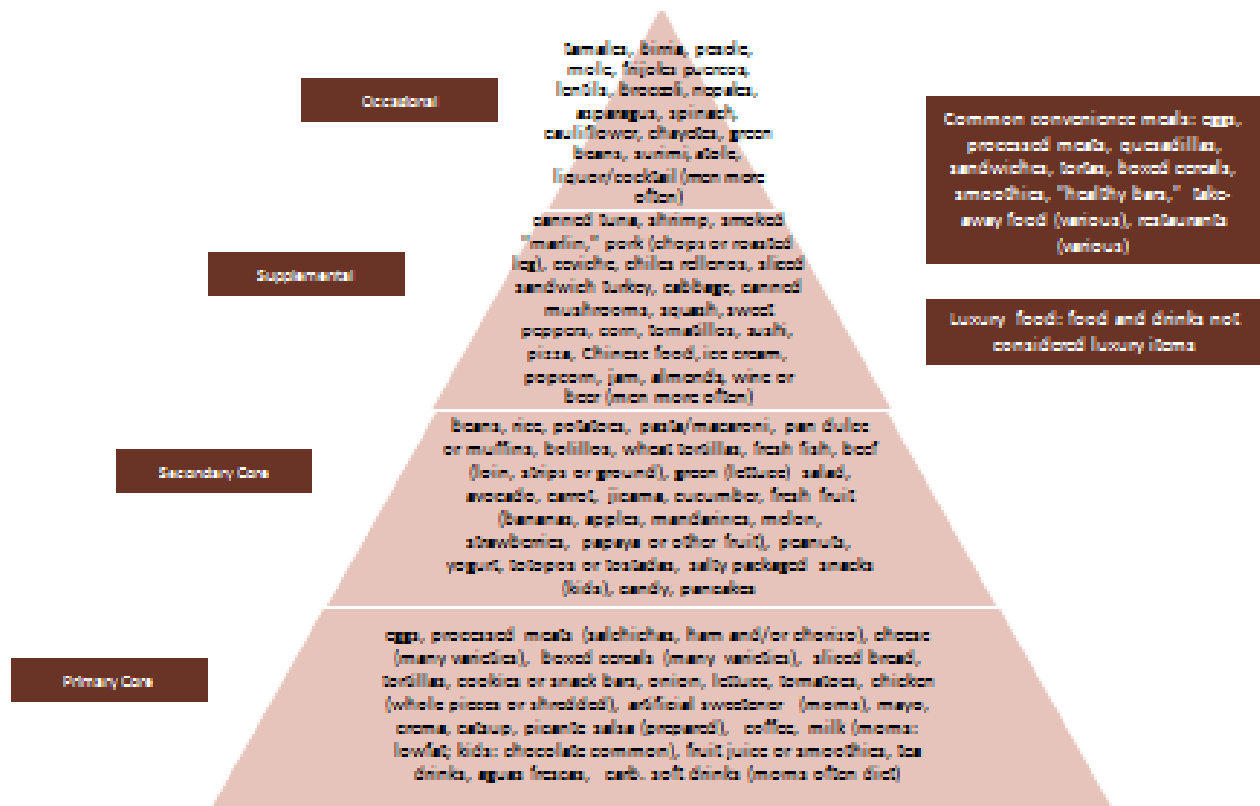 Occasional
tamales, birria, posole,
mole, frijoles puercos,
lentils, broccoli, nopales,
asparagus, spinach,
cauliflower, chayotes, green
beans, surimi, atole,
liquor/cocktail (men more
often)
Common convenience meals: eggs,
processed meats, quesadillas,
sandwiches, tortas, boxed cereals,
smoothies, "healthy bars," take-
away food (various), restaurants
(various)
Supplemental
canned tuna, shrimp, smoked
"marlin," pork (chops or roasted
leg), ceviche, chiles rellenos, sliced
sandwich turkey, cabbage, canned
mushrooms, squash, sweet
peppers, corn, tomatillos, sushi,
pizza, Chinese food, ice cream,
popcorn, jam, almonds, wine or
beer (men more often)
Luxury food: food and drinks not
considered luxury items
Secondary Core
beans, rice, potatoes, pasta/macaroni, pan dulce
or muffins, bolillos, wheat tortillas, fresh fish, beef
(loin, strips or ground), green (lettuce) salad,
avocado, carrot, jicama, cucumber, fresh fruit
(bananas, apples, mandarines, melon,
strawberries, papaya or other fruit), peanuts,
yogurt, totopos or tostadas, salty packaged snacks
(kids), candy, pancakes
Primary Core
eggs, processed meats (salchichas, ham and/or chorizo), cheese
(many varieties), boxed cereals (many varieties), sliced bread,
tortillas, cookies or snack bars, onion, lettuce, tomatoes, chicken
(whole pieces or shredded), artificial sweetener (moms), mayo,
crema, catsup, picante salsa (prepared), coffee, milk (moms:
lowfat; kids: chocolate common), fruit juice or smoothies, tea
drinks, aguas frescas, carb. soft drinks (moms often diet)